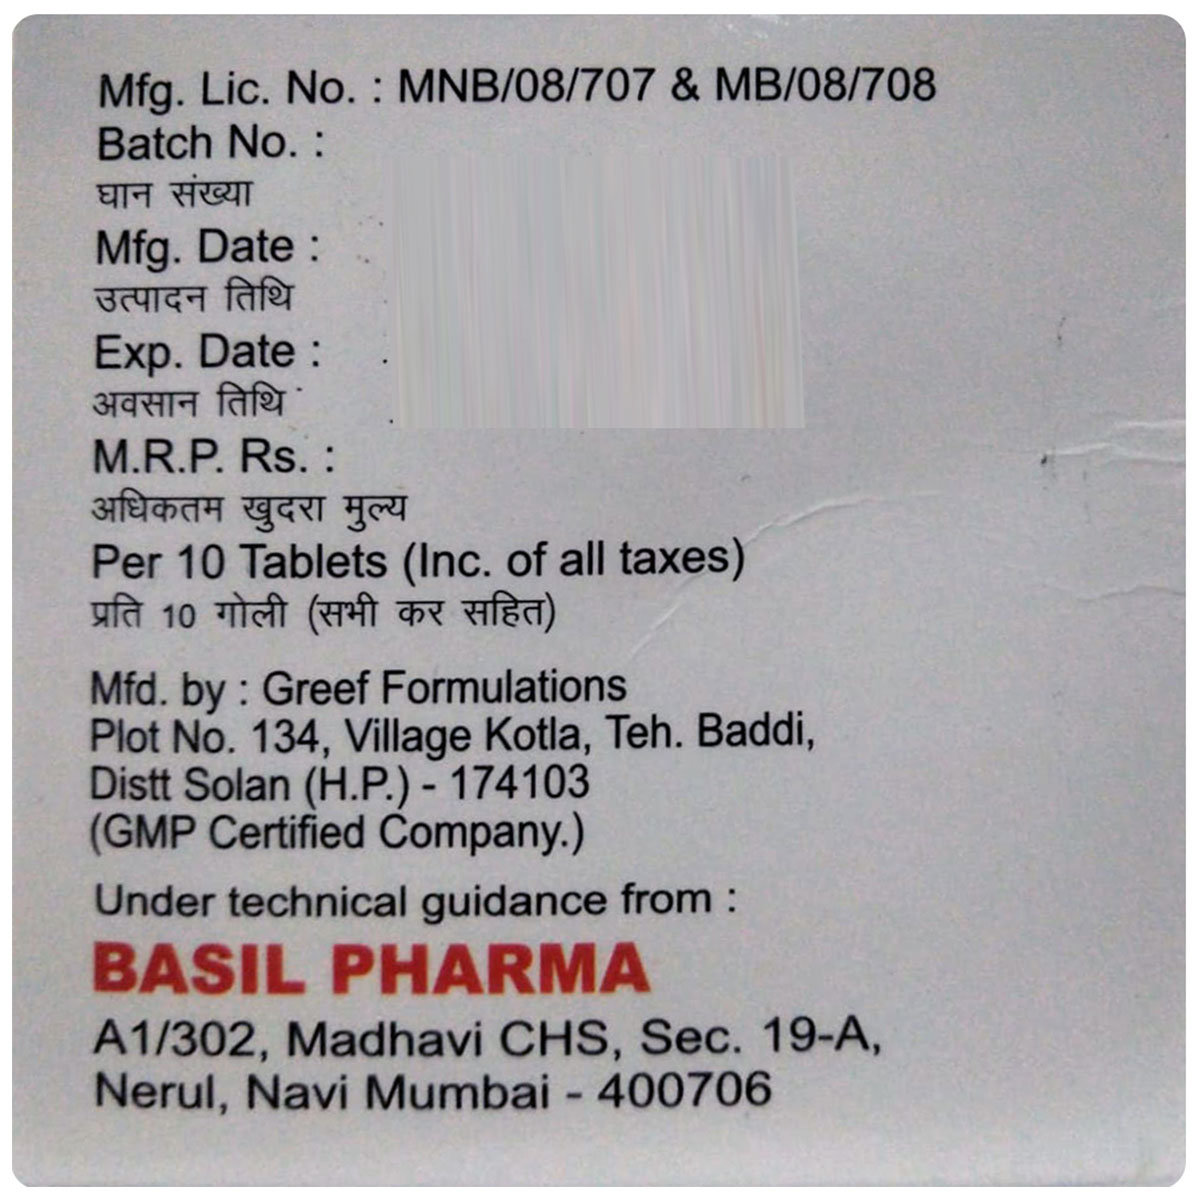 Mfg. Lic. No. : MNB/08/707 & MB/08/708
Batch No. :
घान संख्या
Mfg. Date :
उत्पादन तिथि
Exp. Date :
अवसान तिथि
M.R.P. Rs. :
अधिकतम खुदरा मुल्य
Per 10 Tablets (Inc. of all taxes)
प्रति 10 गोली (सभी कर सहित)
Mfd. by : Greef Formulations
Plot No. 134, Village Kotla, Teh. Baddi,
Distt Solan (H.P.) - 174103
(GMP Certified Company.)
Under technical guidance from :
BASIL PHARMA
A1/302, Madhavi CHS, Sec. 19-A,
Nerul, Navi Mumbai - 400706